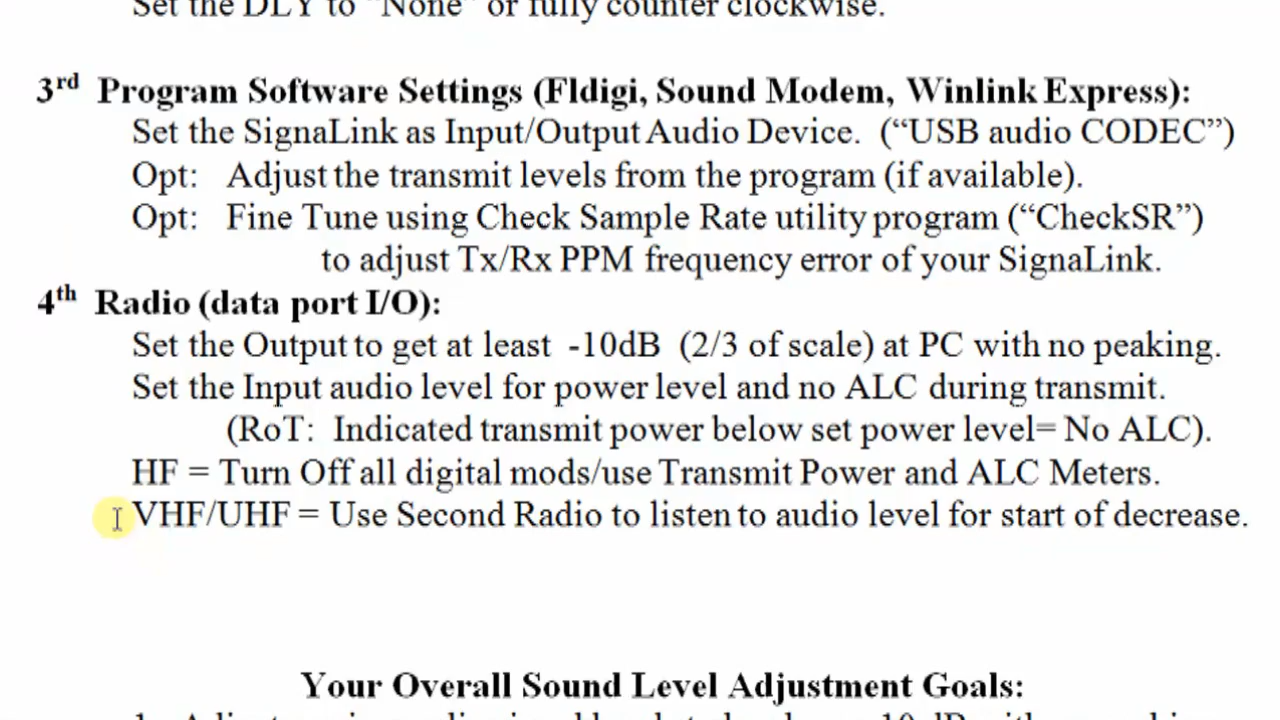 Set the DLY to “None” or fully counter clockwise.
3rd Program Software Settings (Fldigi, Sound Modem, Winlink Express):
Set the SignaLink as Input/Output Audio Device. (“USB audio CODEC”)
Opt: Adjust the transmit levels from the program (if available).
Opt: Fine Tune using Check Sample Rate utility program (“CheckSR”)
to adjust Tx/Rx PPM frequency error of your SignaLink.
4th Radio (data port I/O):
Set the Output to get at least -10dB (2/3 of scale) at PC with no peaking.
Set the Input audio level for power level and no ALC during transmit.
(RoT: Indicated transmit power below set power level= No ALC).
HF = Turn Off all digital mods/use Transmit Power and ALC Meters.
VHF/UHF = Use Second Radio to listen to audio level for start of decrease.
Your Overall Sound Level Adjustment Goals: